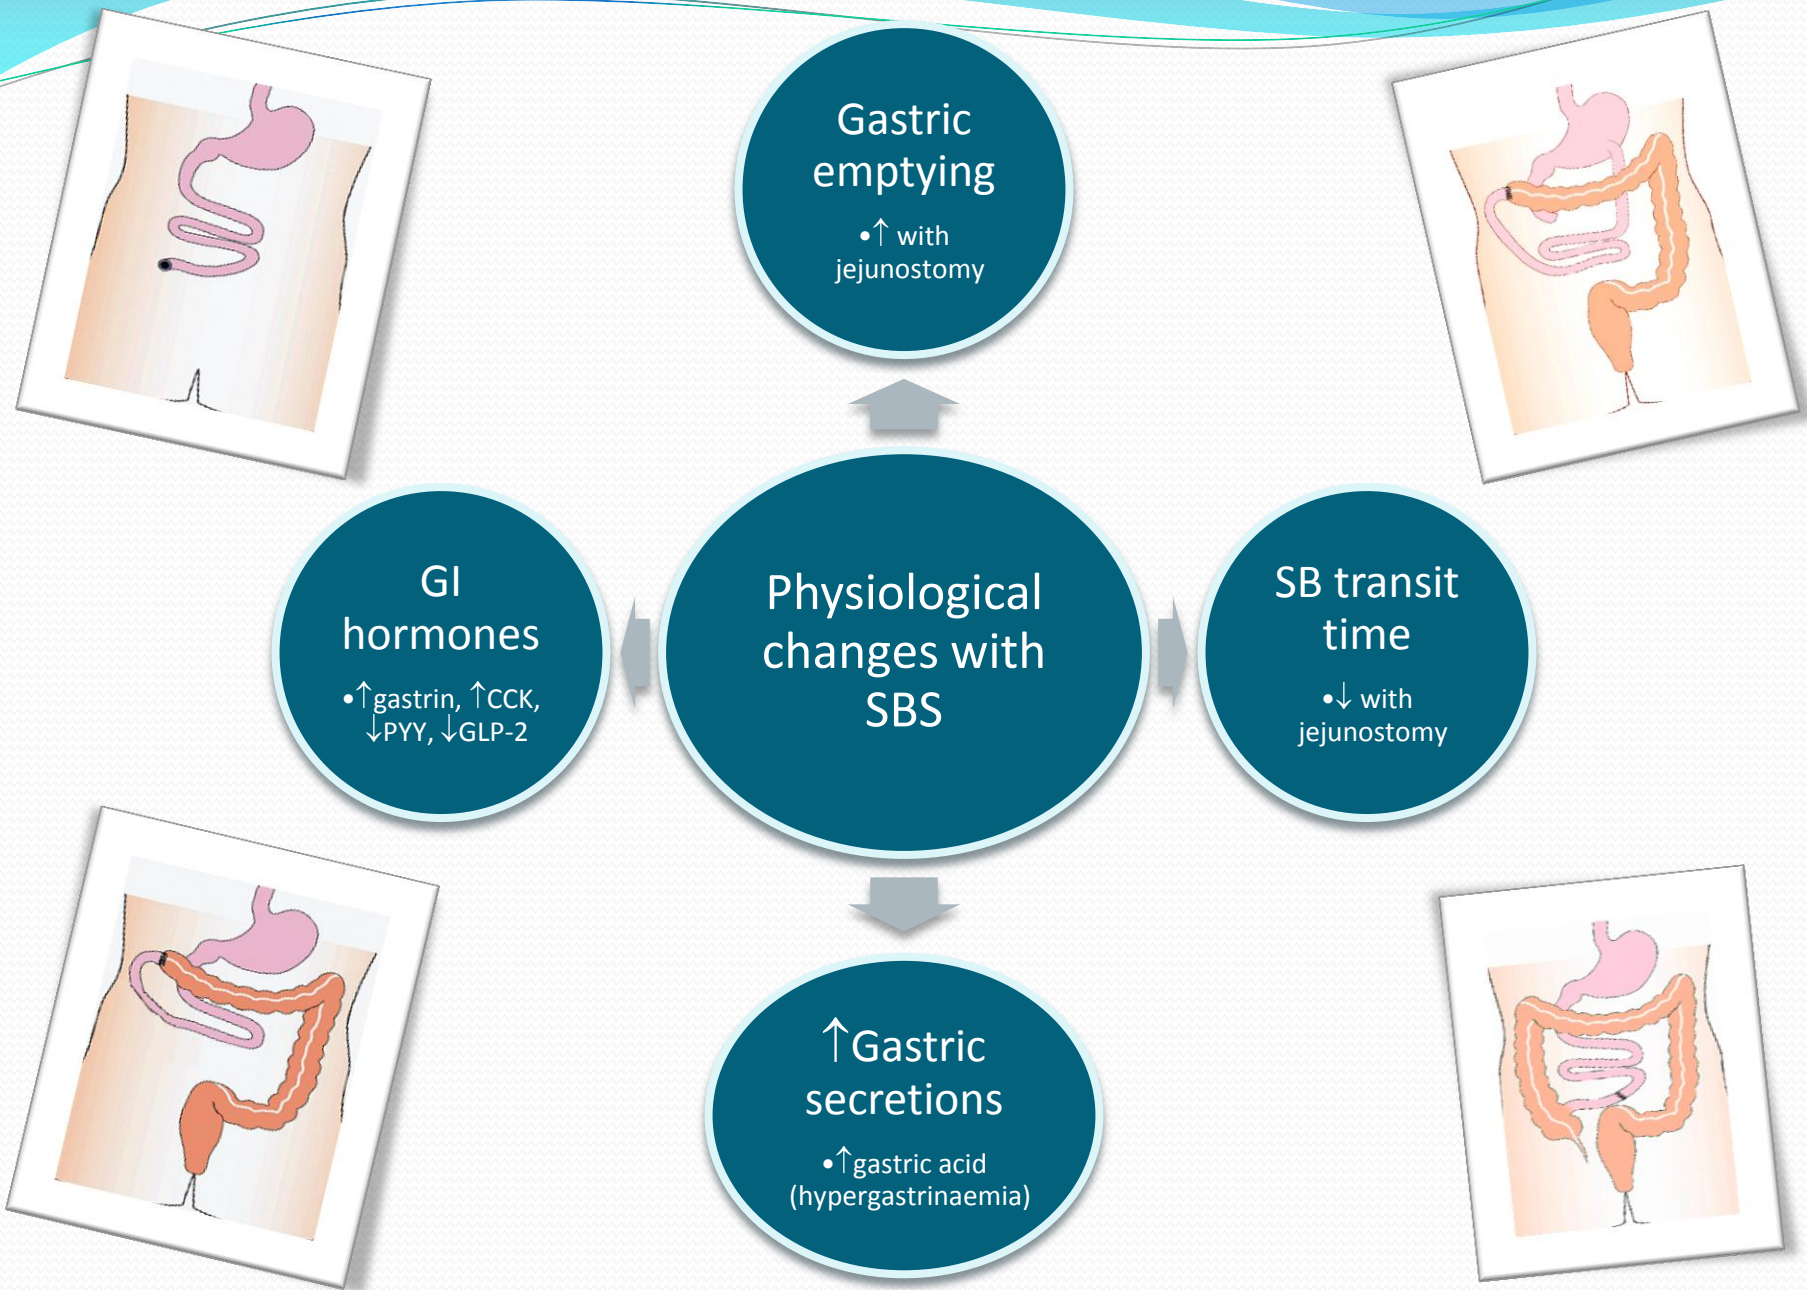 Gastric
emptying
•↑ with
jejunostomy
GI
hormones
•↑gastrin, ↑CCK,
↓PYY, ↓GLP-2
Physiological
changes with
SBS
SB transit
time
•↓ with
jejunostomy
↑Gastric
secretions
•↑gastric acid
(hypergastrinaemia)